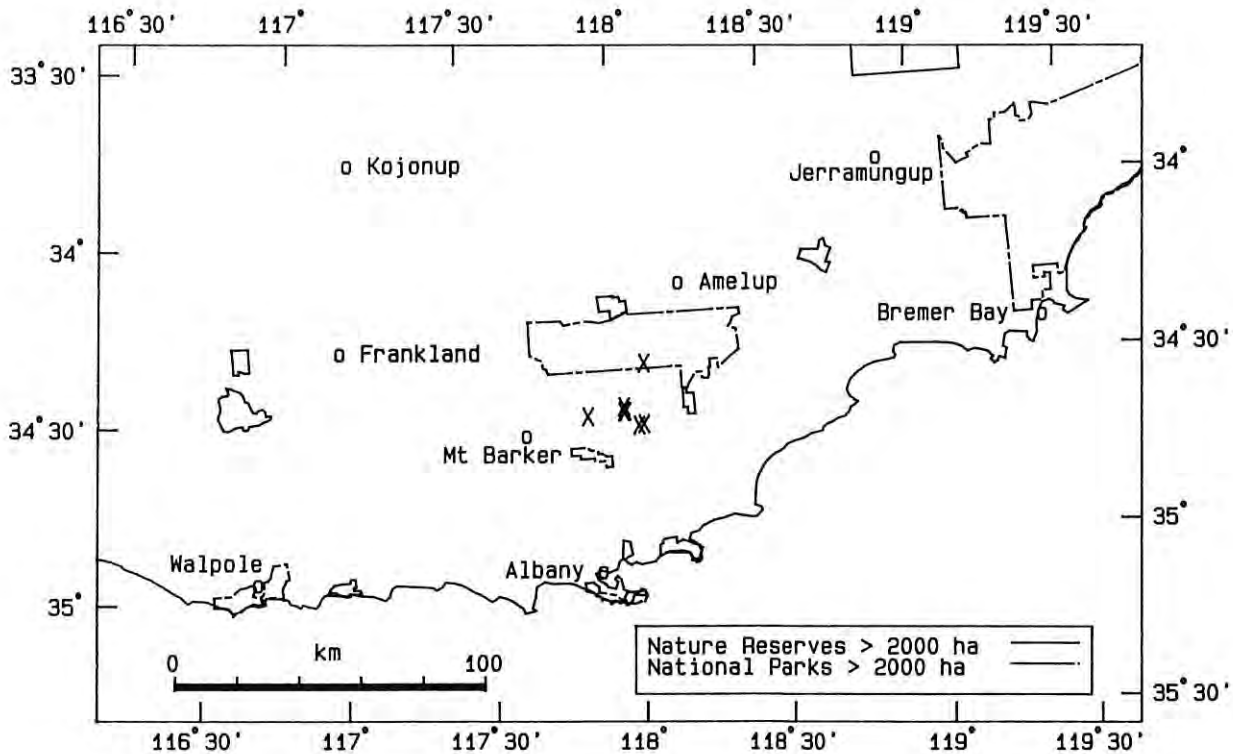 116°30' 117° 117°30' 118° 118°30' 119° 119°30'
33°30'
34°
o Kojonup
Jerramungup
34°
o Amelup
Bremer Bay
34°30'
o Frankland
X
X X X
34°30'
Mt Barker
35°
Walpole
Albany
35°
0 km 100
Nature Reserves > 2000 ha
National Parks > 2000 ha
35°30'
116°30' 117° 117°30' 118° 118°30' 119° 119°30'